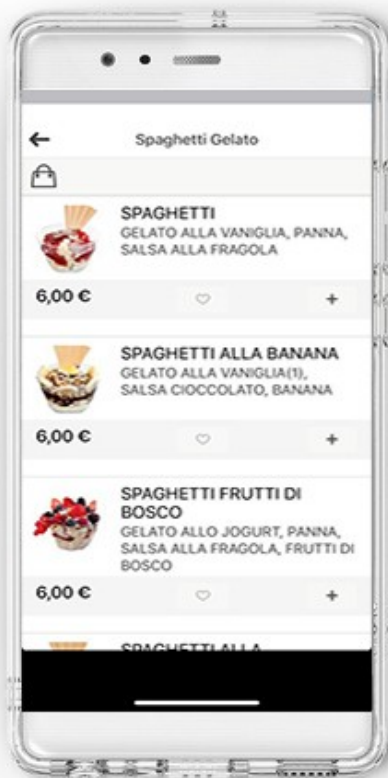 Spaghetti Gelato
SPAGHETTI
GELATO ALLA VANIGLIA, PANNA,
SALSA ALLA FRAGOLA
6,00 €
SPAGHETTI ALLA BANANA
GELATO ALLA VANIGLIA(1),
SALSA CIOCCOLATO, BANANA
6,00 €
SPAGHETTI FRUTTI DI
BOSCO
GELATO ALLO JOGURT, PANNA,
SALSA ALLA FRAGOLA, FRUTTI DI
BOSCO
6,00 €
SPAGHETTI ALLA